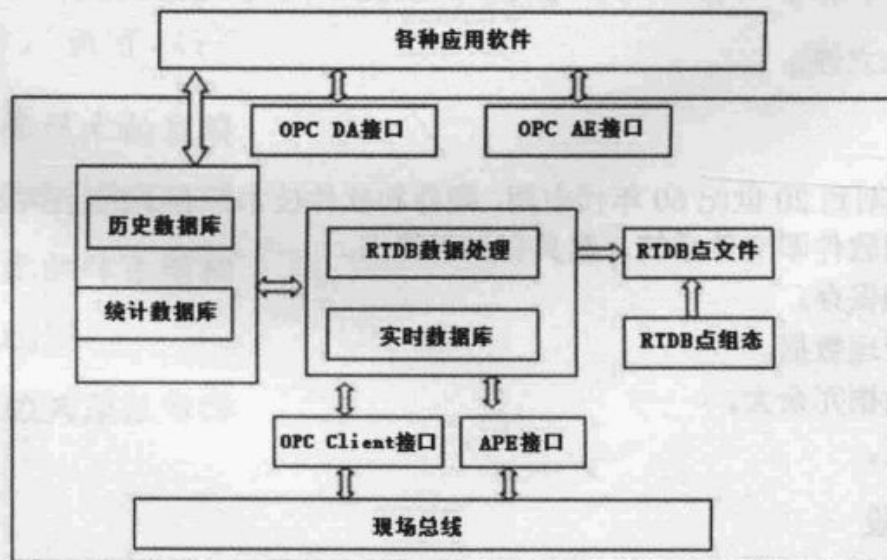 各种应用软件
OPC DA接口
OPC AE接口
历史数据库
RTDB数据处理
RTDB点文件
统计数据库
实时数据库
RTDB点组态
OPC Client接口
APE接口
现场总线